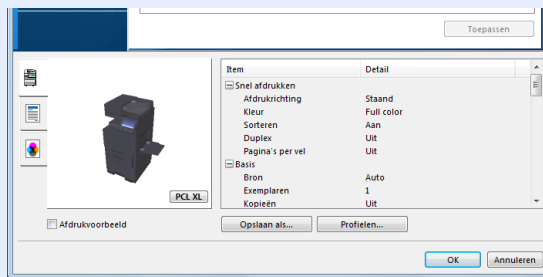 Toepassen
Item Detail
Snel afdrukken
Afdrukrichting Staand
Kleur Full color
Sorteren Aan
Duplex Uit
Pagina's per vel Uit
Basis
Bron Auto
Exemplaren 1
Kopieën Uit
PCL XL
Afdrukvoorbeeld Opslaan als... Profielen...
OK Annuleren